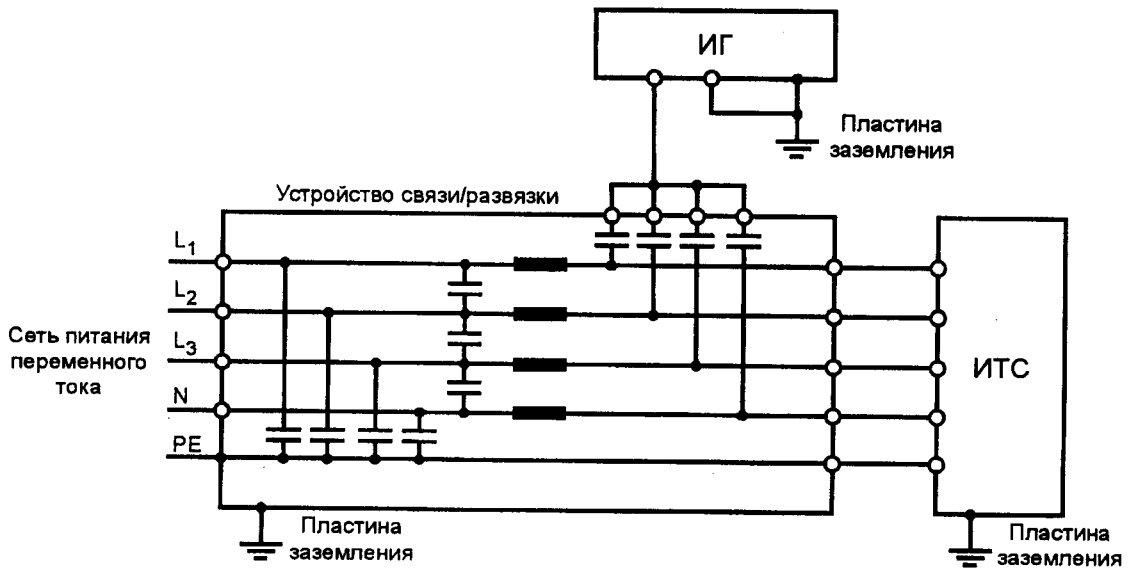 ИГ
Пластина
заземления
Устройство связи/развязки
L1
L2
Сеть питания
переменного
тока
L3
N
PE
ИТС
Пластина
заземления
Пластина
заземления